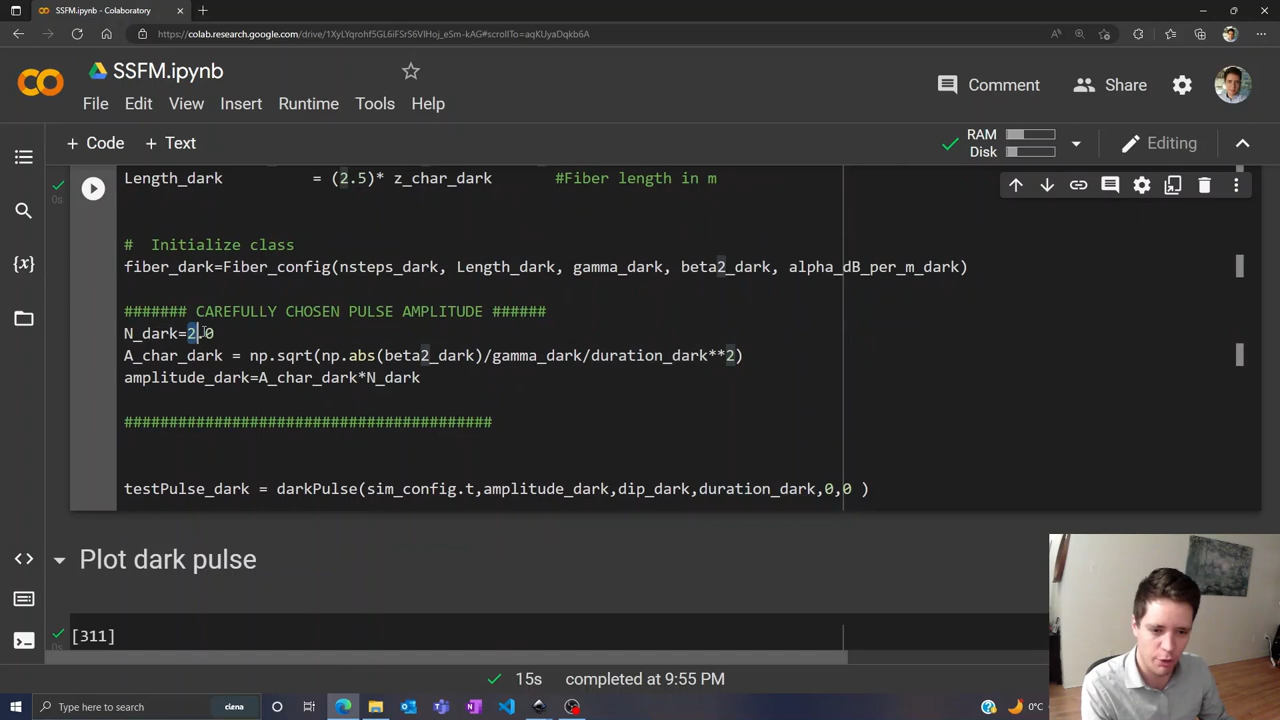 SSFM.ipynb - Colaboratory
https://colab.research.google.com/drive/1XyLYqrohf5GL6iFSrS6VIHoj_eSm-kAG#scrollTo=aqKUyaDqkb6A
SSFM.ipynb
File Edit View Insert Runtime Tools Help
Comment Share
+ Code + Text
RAM
Disk
Editing
Length_dark = (2.5)* z_char_dark #Fiber length in m
0s
# Initialize class
fiber_dark=Fiber_config(nsteps_dark, Length_dark, gamma_dark, beta2_dark, alpha_dB_per_m_dark)
####### CAREFULLY CHOSEN PULSE AMPLITUDE ######
N_dark=2.0
A_char_dark = np.sqrt(np.abs(beta2_dark)/gamma_dark/duration_dark**2)
amplitude_dark=A_char_dark*N_dark
#########################################
testPulse_dark = darkPulse(sim_config.t,amplitude_dark,dip_dark,duration_dark,0,0 )
Plot dark pulse
[311]
0s
15s completed at 9:55 PM
Type here to search
ciena
0°C